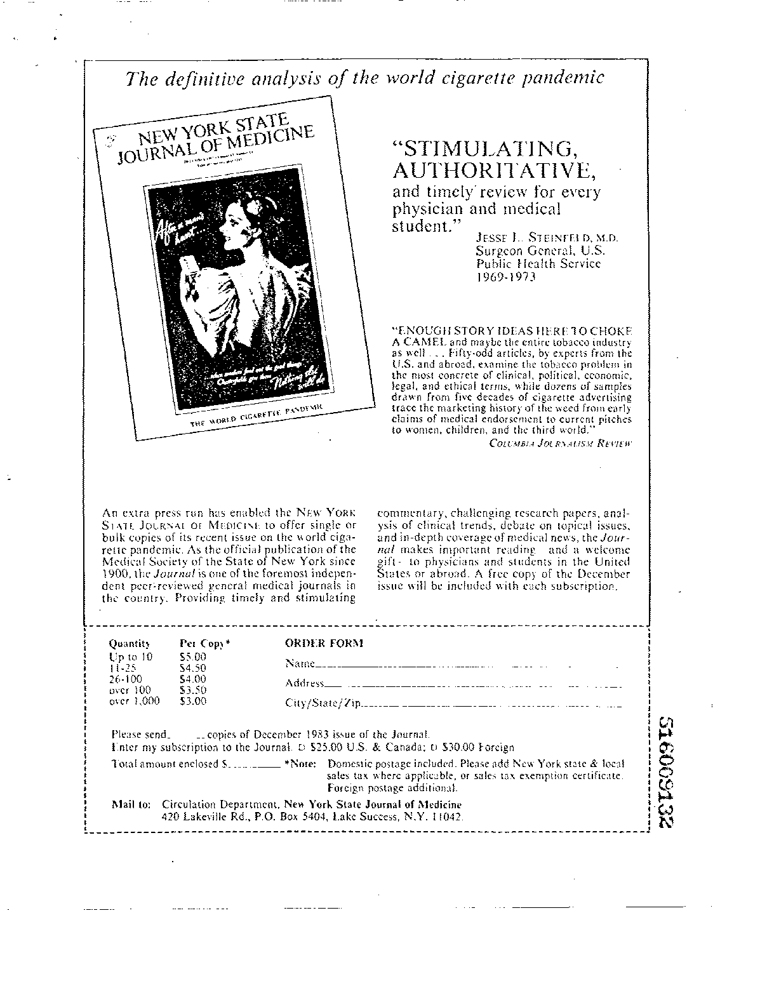 The definitive analysis of the world cigarette pandemic
NEW YORK STATE
JOURNAL OF MEDICINE
After a man's
heart...
Nothing else
will do
THE WORLD CIGARETTE PANDEMIC
"STIMULATING,
AUTHORITATIVE,
and timely review for every
physician and medical
student."
JESSE L. STEINFELD, M.D.
Surgeon General, U.S.
Public Health Service
1969-1973
"ENOUGH STORY IDEAS HERE TO CHOKE
A CAMEL and maybe the entire tobacco industry
as well . . . Fifty-odd articles, by experts from the
U.S. and abroad, examine the tobacco problem in
the most concrete of clinical, political, economic,
legal, and ethical terms, while dozens of samples
drawn from five decades of cigarette advertising
trace the marketing history of the weed from early
claims of medical endorsement to current pitches
to women, children, and the third world."
COLUMBIA JOURNALISM REVIEW
An extra press run has enabled the NEW YORK
STATE JOURNAL OF MEDICINE to offer single or
bulk copies of its recent issue on the world ciga-
rette pandemic. As the official publication of the
Medical Society of the State of New York since
1900, the Journal is one of the foremost indepen-
dent peer-reviewed general medical journals in
the country. Providing timely and stimulating
commentary, challenging research papers, anal-
ysis of clinical trends, debate on topical issues,
and in-depth coverage of medical news, the Jour-
nal makes important reading and a welcome
gift - to physicians and students in the United
States or abroad. A free copy of the December
issue will be included with each subscription.
Quantity Per Copy* ORDER FORM
Up to 10 $5.00
11-25 $4.50
26-100 $4.00
over 100 $3.50
over 1,000 $3.00
Name
Address
City/State/Zip
Please send copies of December 1983 issue of the Journal.
Enter my subscription to the Journal. □ $25.00 U.S. & Canada; □ $30.00 Foreign
Total amount enclosed $ *Note: Domestic postage included. Please add New York state & local
sales tax where applicable, or sales tax exemption certificate.
Foreign postage additional.
Mail to: Circulation Department, New York State Journal of Medicine
420 Lakeville Rd., P.O. Box 5404, Lake Success, N.Y. 11042
516009132